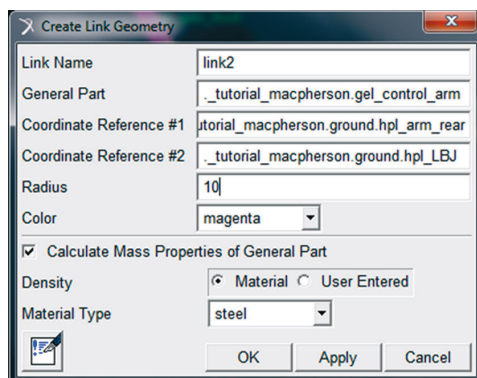 Create Link Geometry
Link Name link2
General Part ._tutorial_macpherson.gel_control_arm
Coordinate Reference #1 utorial_macpherson.ground.hpl_arm_rear
Coordinate Reference #2 ._tutorial_macpherson.ground.hpl_LBJ
Radius 10
Color magenta
Calculate Mass Properties of General Part
Density Material User Entered
Material Type steel
OK Apply Cancel